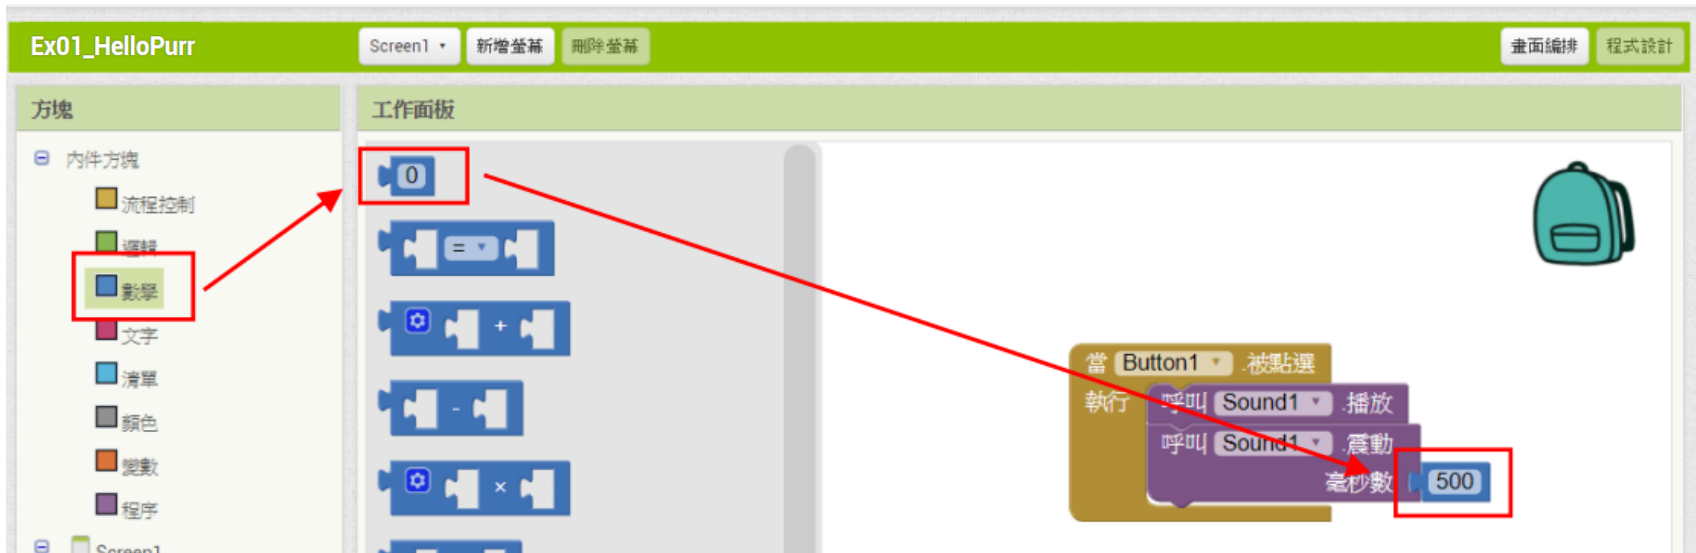 Ex01_HelloPurr Screen1 新增螢幕 刪除螢幕 畫面編排 程式設計
方塊 工作面板
內件方塊
流程控制
邏輯
數學
文字
清單
顏色
變數
程序
Screen1
0
=
+
-
×
當 Button1 .被點選
執行 呼叫 Sound1 .播放
呼叫 Sound1 .震動
毫秒數 500